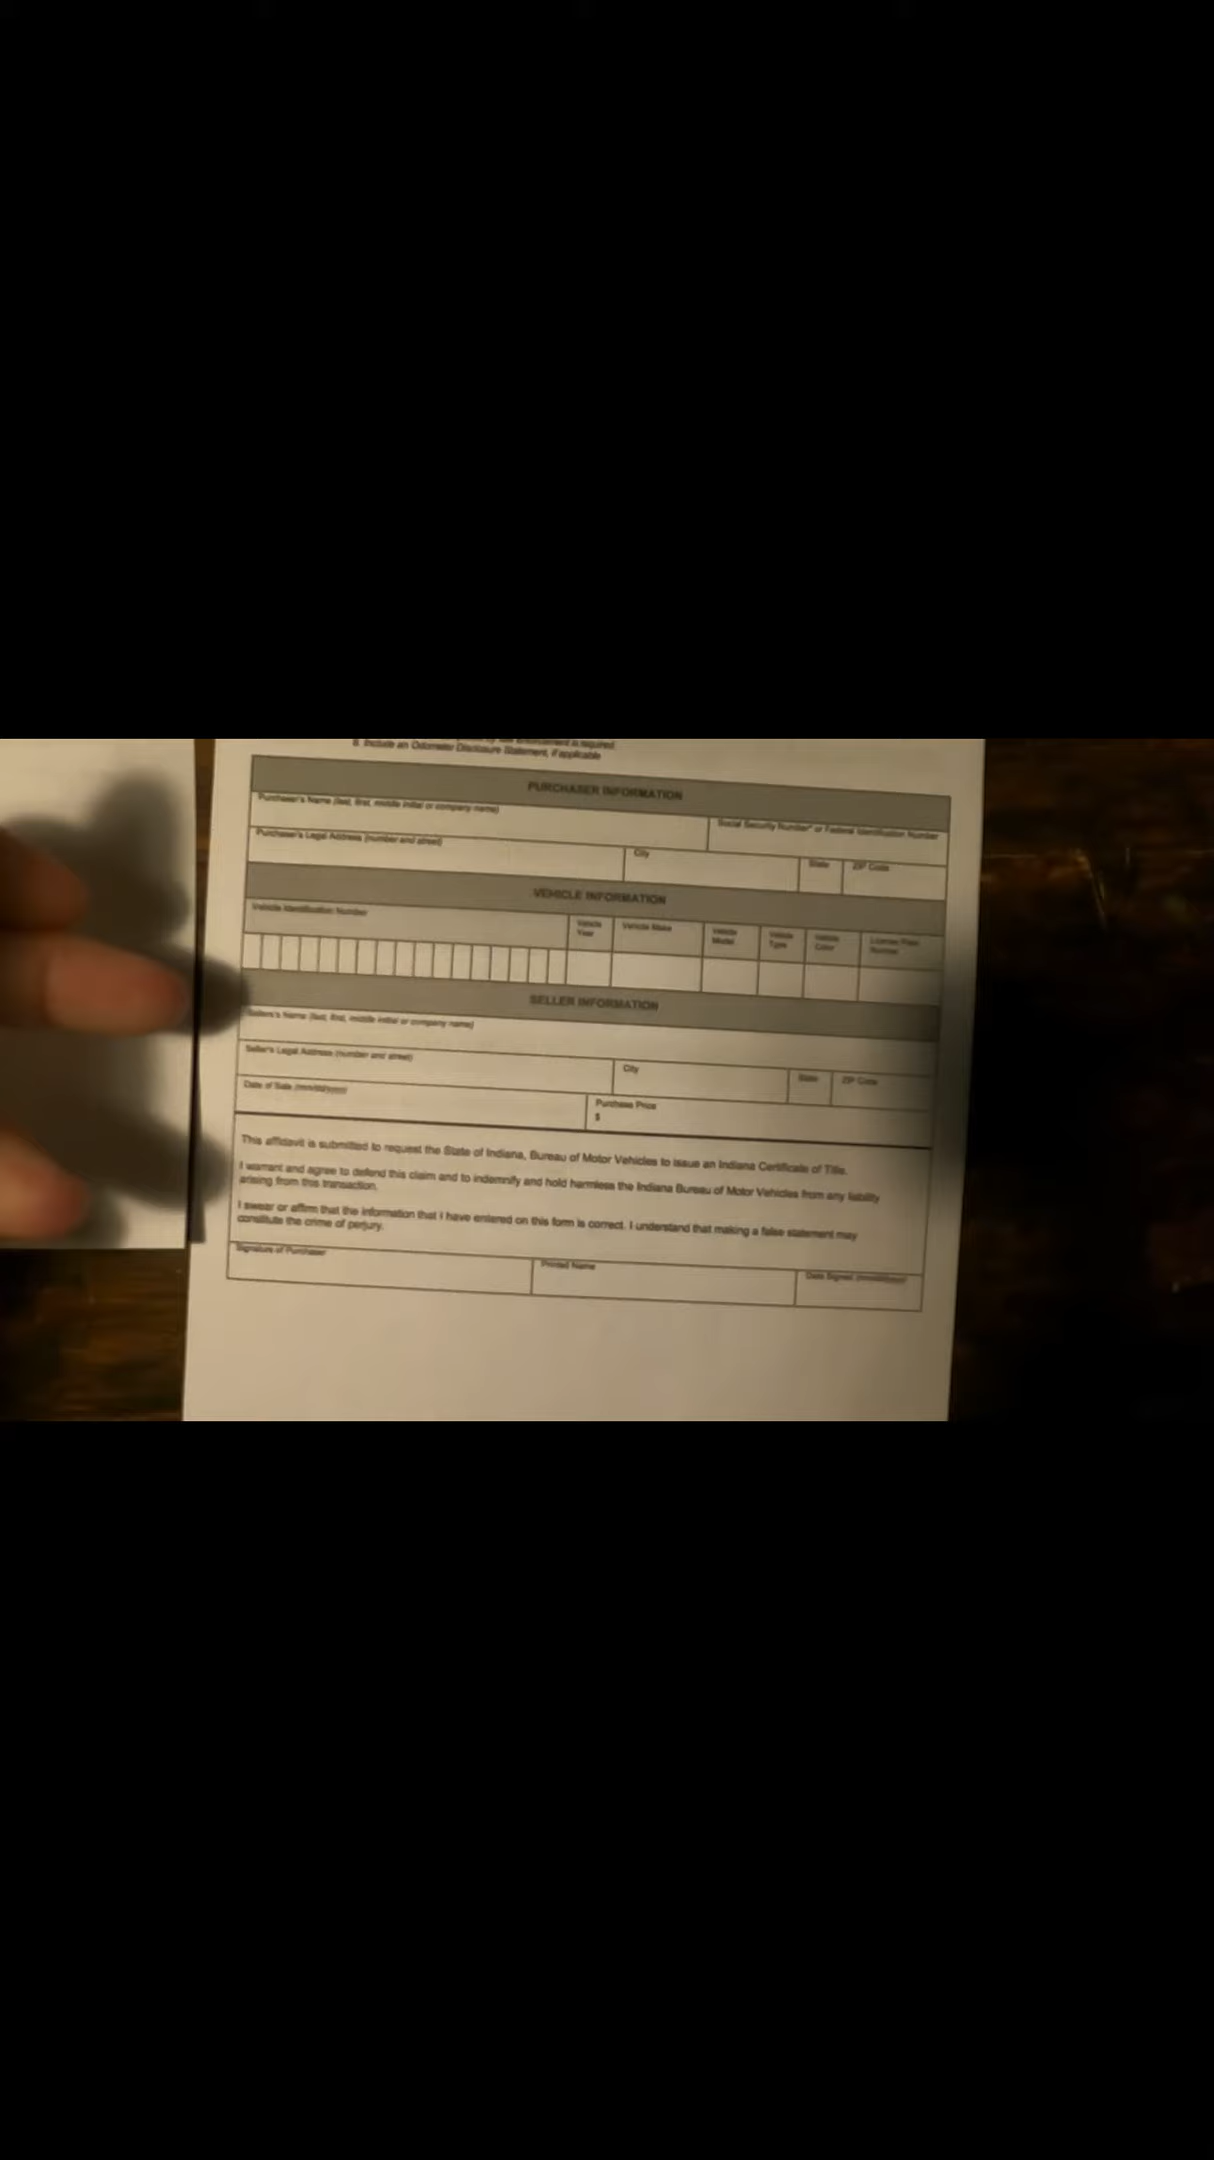 8. Include an Odometer Disclosure Statement, if applicable
PURCHASER INFORMATION
Purchaser's Name (last, first, middle initial or company name)
Social Security Number* or Federal Identification Number
Purchaser's Legal Address (number and street)
City
State
ZIP Code
VEHICLE INFORMATION
Vehicle Identification Number
Vehicle Year
Vehicle Make
Vehicle Model
Vehicle Type
Vehicle Color
License Plate Number
SELLER INFORMATION
Sellers's Name (last, first, middle initial or company name)
Seller's Legal Address (number and street)
City
State
ZIP Code
Date of Sale (mm/dd/yyyy)
Purchase Price
$
This affidavit is submitted to request the State of Indiana, Bureau of Motor Vehicles to issue an Indiana Certificate of Title.
I warrant and agree to defend this claim and to indemnify and hold harmless the Indiana Bureau of Motor Vehicles from any liability
arising from this transaction.
I swear or affirm that the information that I have entered on this form is correct. I understand that making a false statement may
constitute the crime of perjury.
Signature of Purchaser
Printed Name
Date Signed (mm/dd/yyyy)